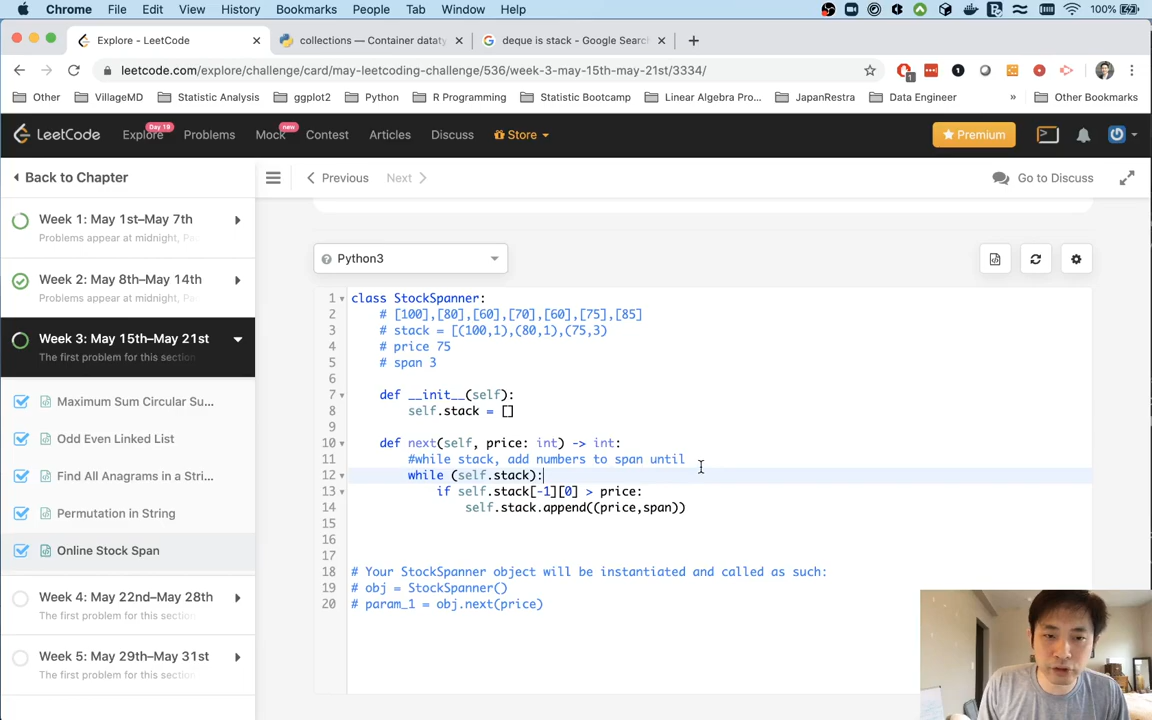 Chrome File Edit View History Bookmarks People Tab Window Help 100%
Explore - LeetCode collections — Container dataty deque is stack - Google Search
leetcode.com/explore/challenge/card/may-leetcoding-challenge/536/week-3-may-15th-may-21st/3334/
Other VillageMD Statistic Analysis ggplot2 Python R Programming Statistic Bootcamp Linear Algebra Pro... JapanRestra Data Engineer » Other Bookmarks
LeetCode Explore Day 19 Problems Mock new Contest Articles Discuss Store Premium
Back to Chapter Previous Next Go to Discuss
Week 1: May 1st–May 7th
Problems appear at midnight, Pa
Week 2: May 8th–May 14th
Problems appear at midnight, Pa
Week 3: May 15th–May 21st
The first problem for this section
Maximum Sum Circular Su...
Odd Even Linked List
Find All Anagrams in a Stri...
Permutation in String
Online Stock Span
Week 4: May 22nd–May 28th
The first problem for this section
Week 5: May 29th–May 31st
The first problem for this section
Python3
1 class StockSpanner:
2 # [100],[80],[60],[70],[60],[75],[85]
3 # stack = [(100,1),(80,1),(75,3)
4 # price 75
5 # span 3
6
7 def __init__(self):
8 self.stack = []
9
10 def next(self, price: int) -> int:
11 #while stack, add numbers to span until
12 while (self.stack):
13 if self.stack[-1][0] > price:
14 self.stack.append((price,span))
15
16
17
18 # Your StockSpanner object will be instantiated and called as such:
19 # obj = StockSpanner()
20 # param_1 = obj.next(price)